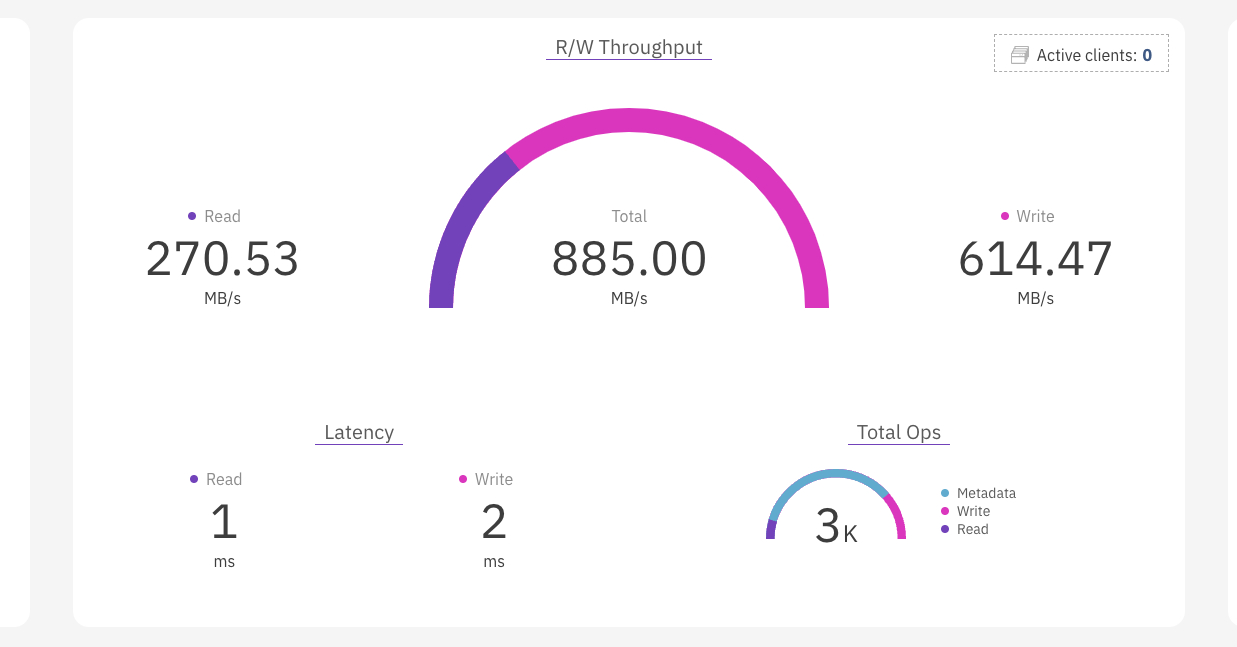 R/W Throughput
Active clients: 0
Read
270.53
MB/s
Total
885.00
MB/s
Write
614.47
MB/s
Latency
Read
1
ms
Write
2
ms
Total Ops
3K
Metadata
Write
Read